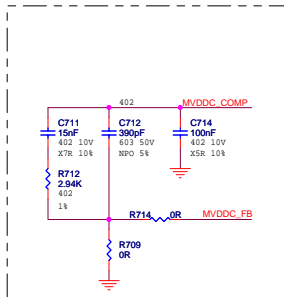 402
MVDDC_COMP
C711
15nF
402 10V
X7R 10%
C712
390pF
603 50V
NPO 5%
C714
100nF
402 10V
X5R 10%
R712
2.94K
402
1%
R714
0R
MVDDC_FB
R709
0R